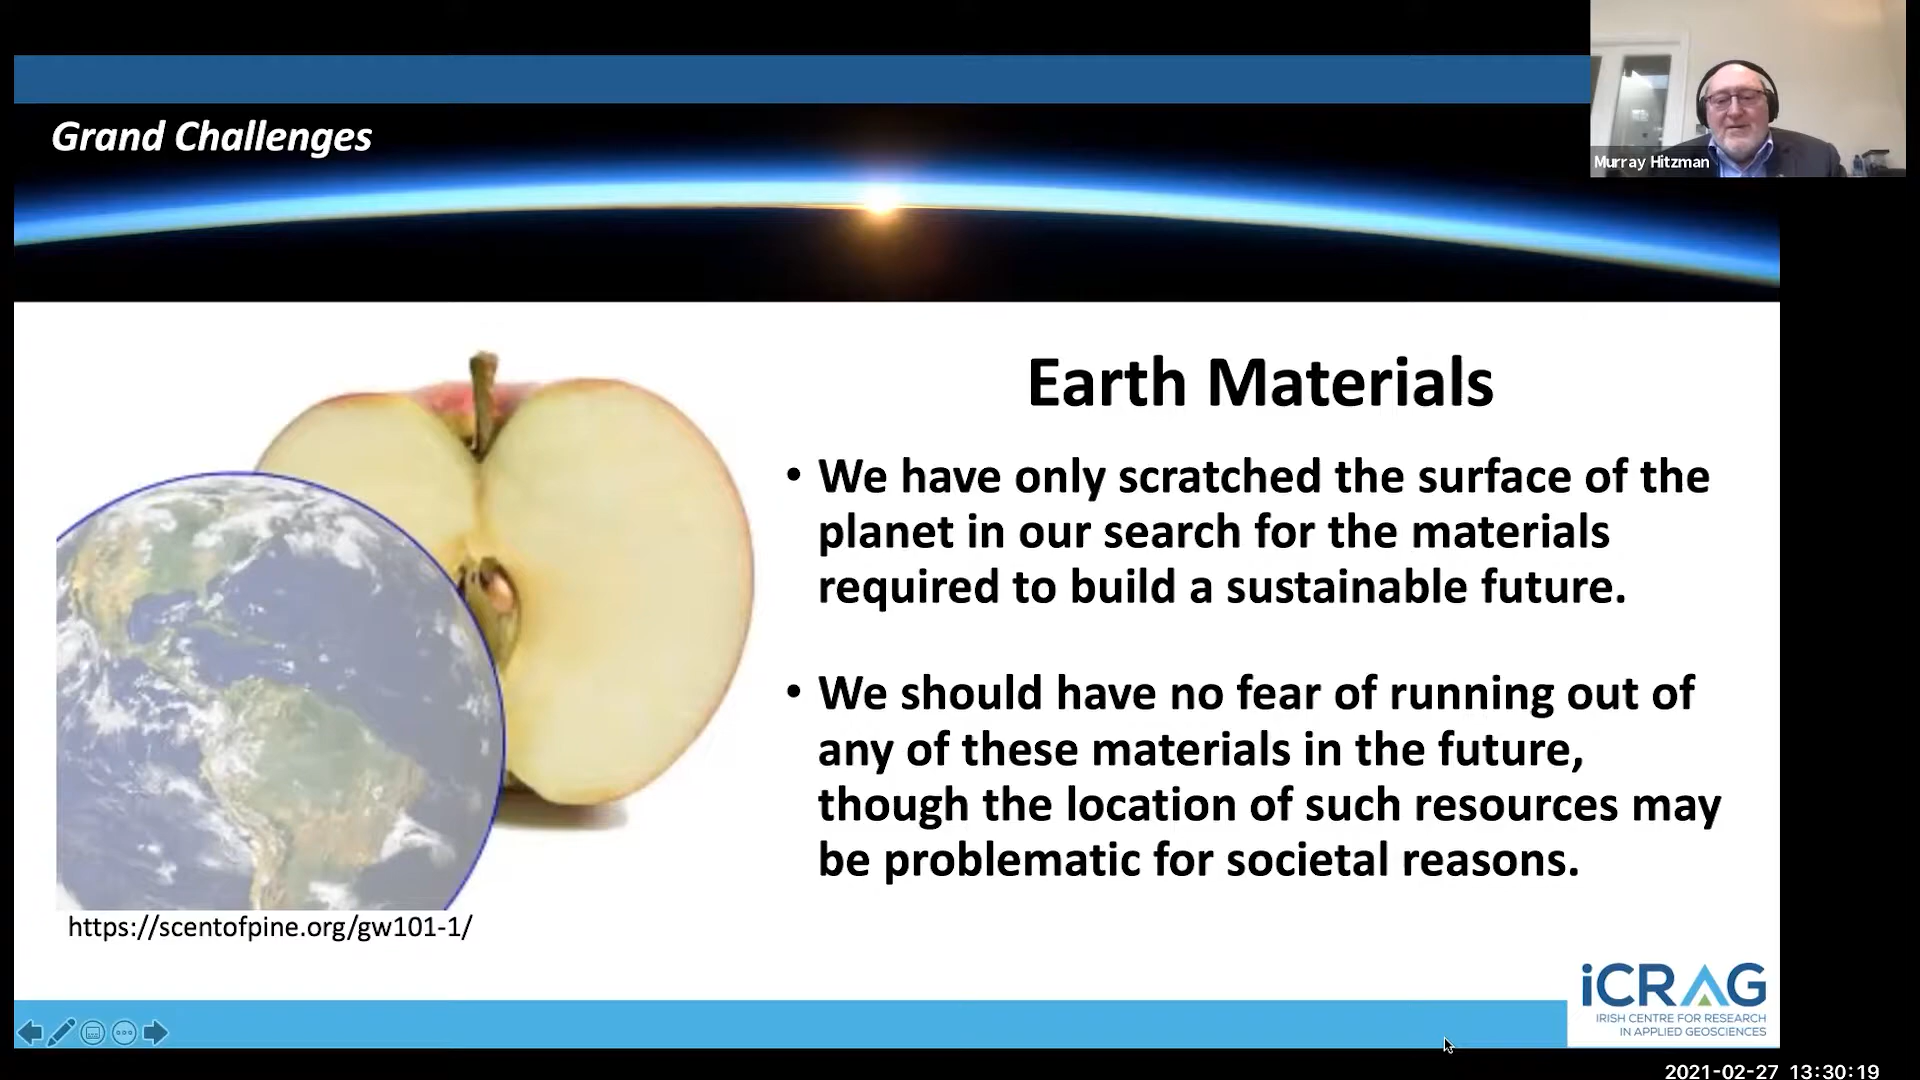 Grand Challenges
Murray Hitzman
Earth Materials
• We have only scratched the surface of the
planet in our search for the materials
required to build a sustainable future.
• We should have no fear of running out of
any of these materials in the future,
though the location of such resources may
be problematic for societal reasons.
https://scentofpine.org/gw101-1/
iCRAG
IRISH CENTRE FOR RESEARCH
IN APPLIED GEOSCIENCES
2021-02-27 13:30:19